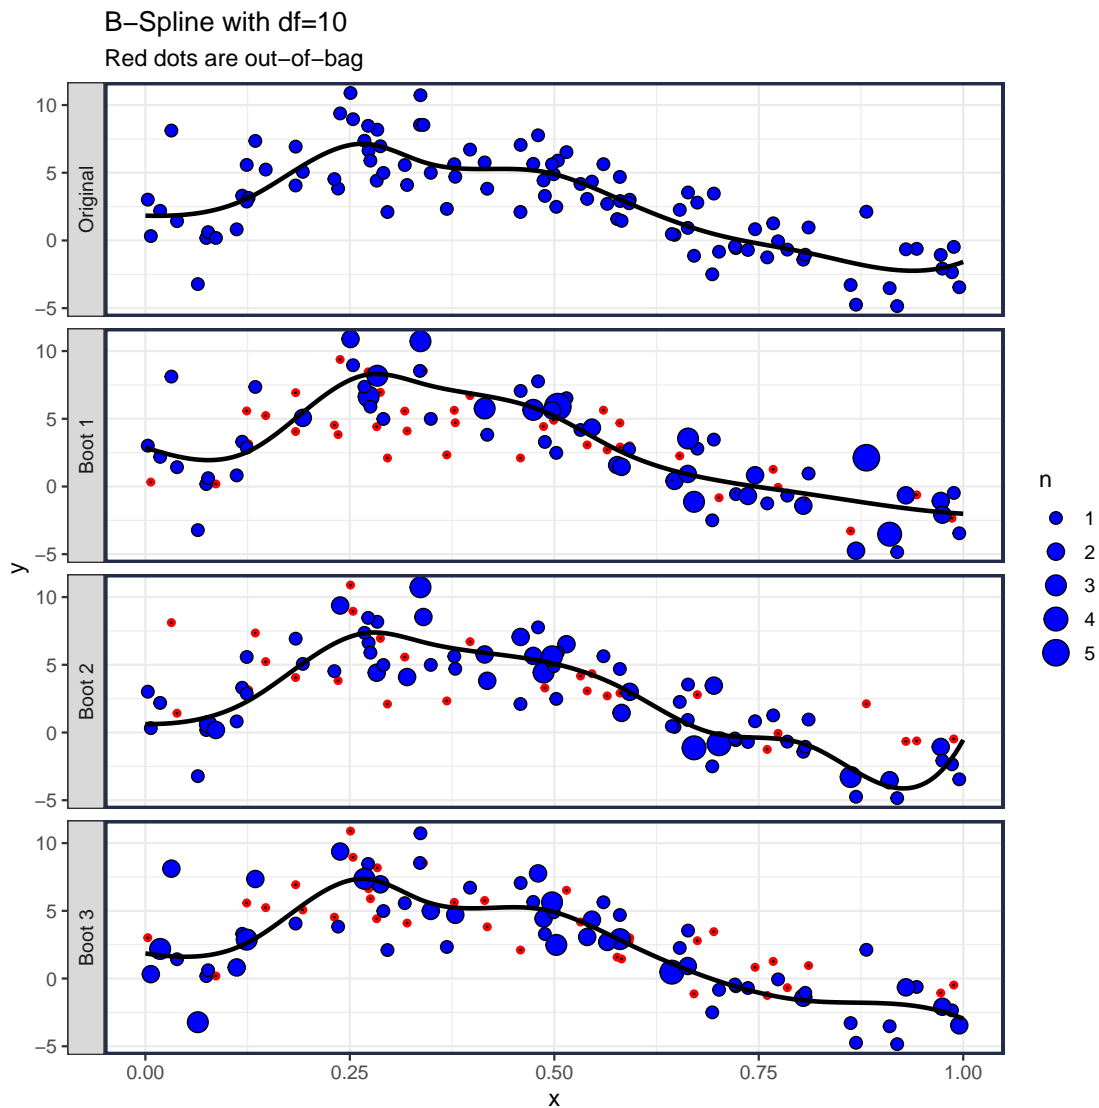 B−Spline with df=10
Red dots are out−of−bag
Original
10
5
0
−5
Boot 1
10
5
0
−5
Boot 2
10
5
0
−5
Boot 3
10
5
0
−5
y
0.00 0.25 0.50 0.75 1.00
x
n
1
2
3
4
5